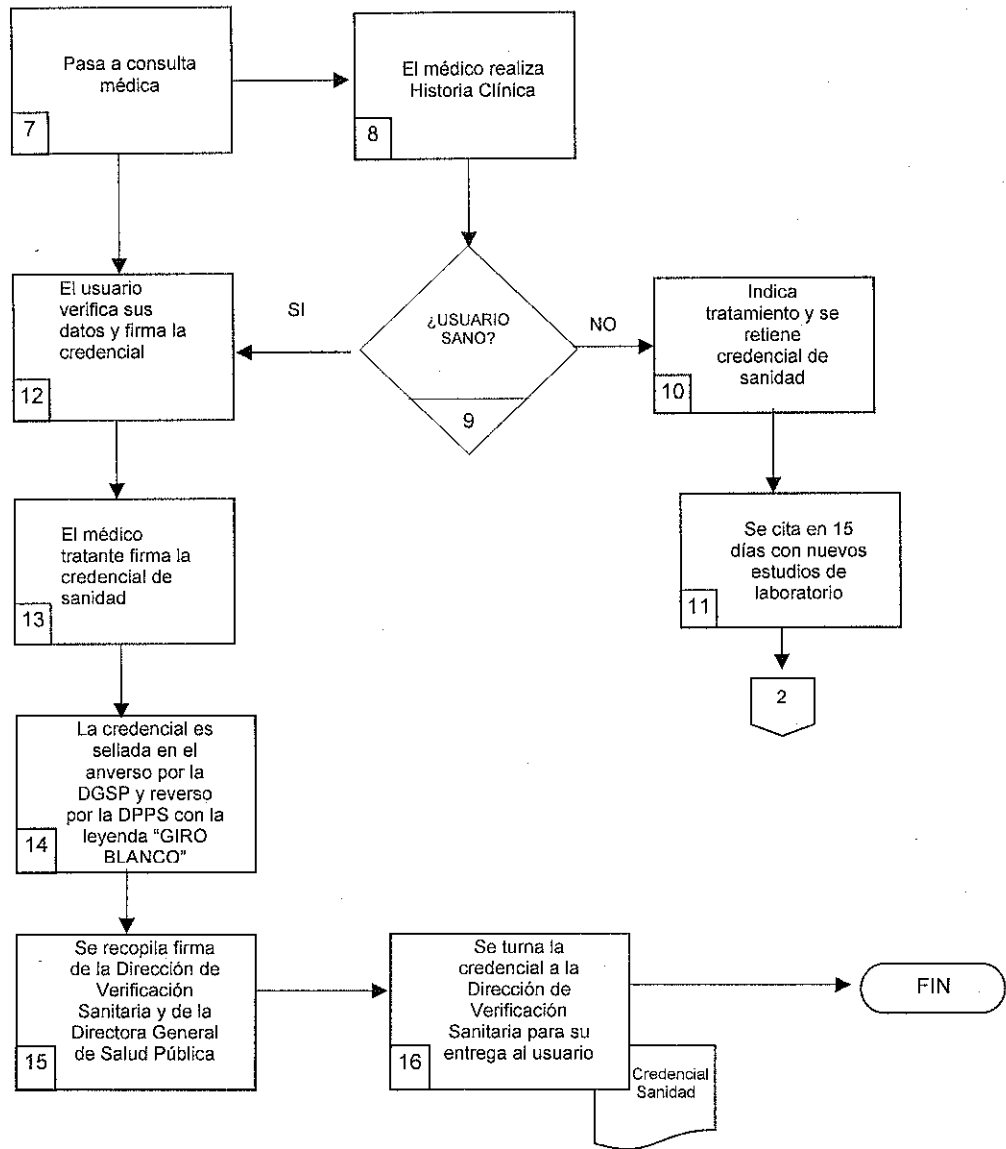 Pasa a consulta
médica
7
El médico realiza
Historia Clínica
8
¿USUARIO
SANO?
9
SI
NO
Indica
tratamiento y se
retiene
credencial de
sanidad
10
Se cita en 15
días con nuevos
estudios de
laboratorio
11
2
El usuario
verifica sus
datos y firma la
credencial
12
El médico
tratante firma la
credencial de
sanidad
13
La credencial es
sellada en el
anverso por la
DGSP y reverso
por la DPPS con la
leyenda "GIRO
BLANCO"
14
Se recopila firma
de la Dirección de
Verificación
Sanitaria y de la
Directora General
de Salud Pública
15
Se turna la
credencial a la
Dirección de
Verificación
Sanitaria para su
entrega al usuario
16
Credencial
Sanidad
FIN